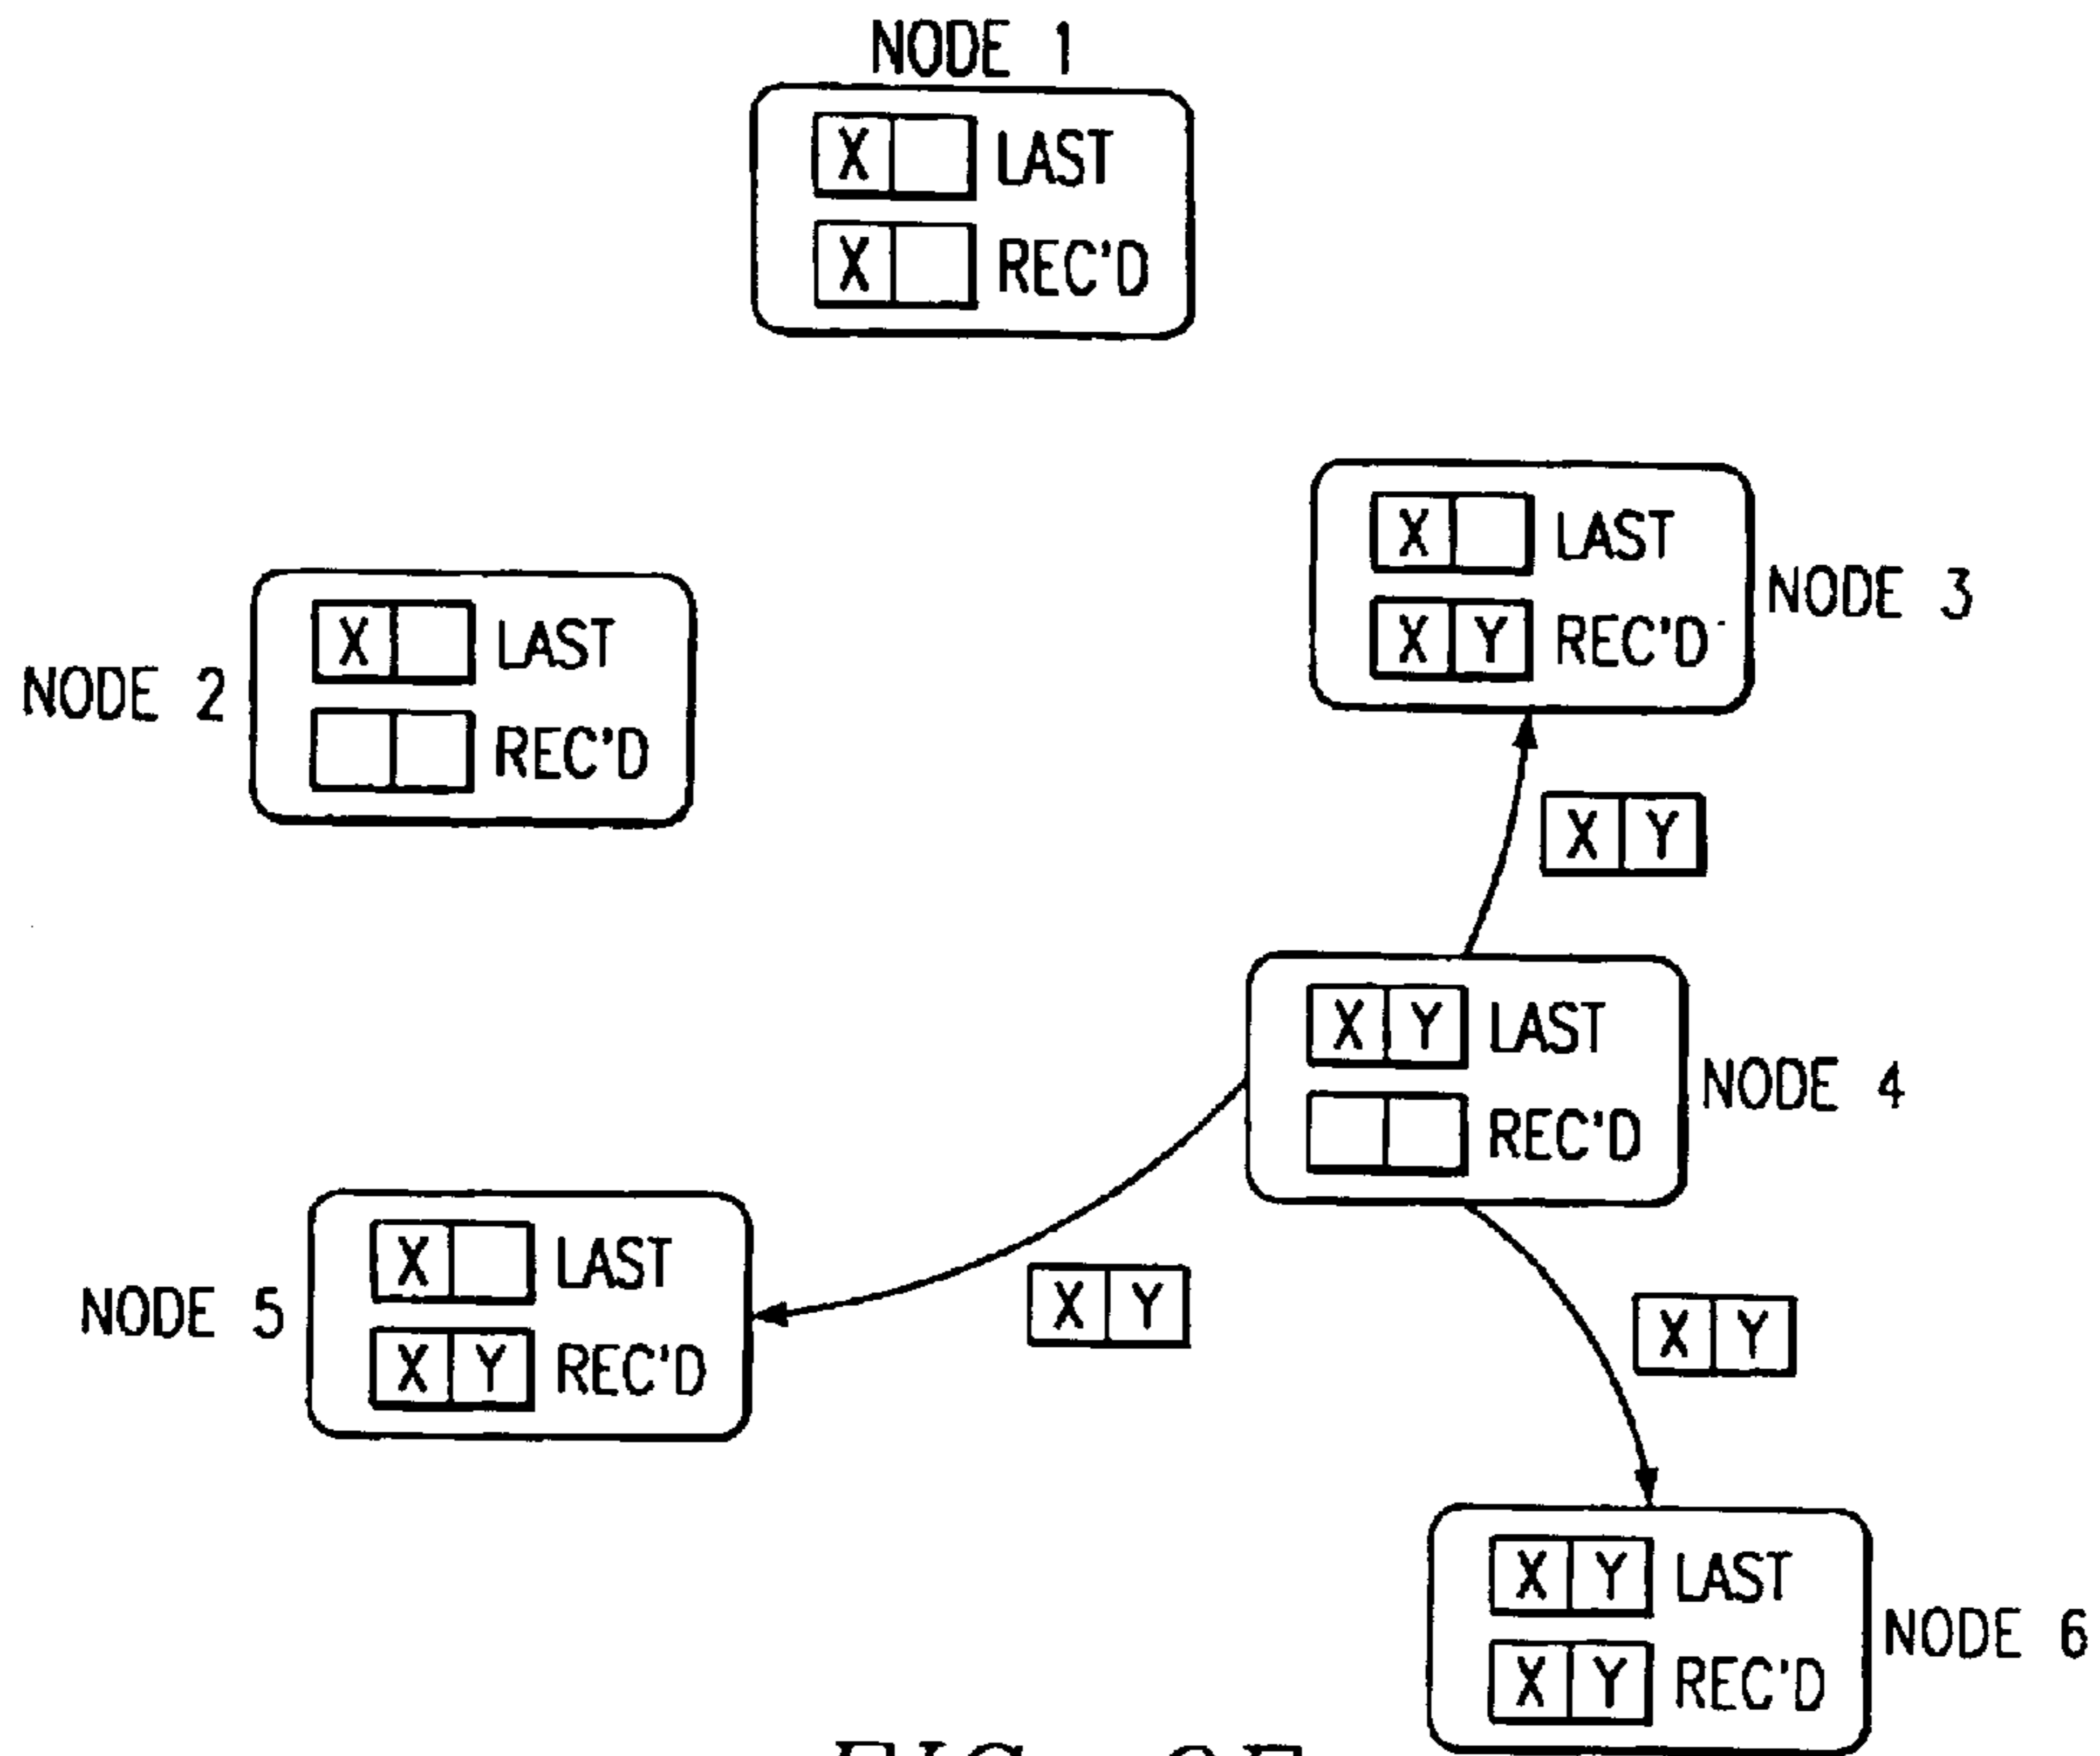 NODE 1
X LAST
X REC'D
X LAST
X Y REC'D
NODE 3
NODE 2
X LAST
REC'D
X Y
X Y LAST
REC'D
NODE 4
NODE 5
X LAST
X Y REC'D
X Y
X Y
X Y LAST
X Y REC'D
NODE 6